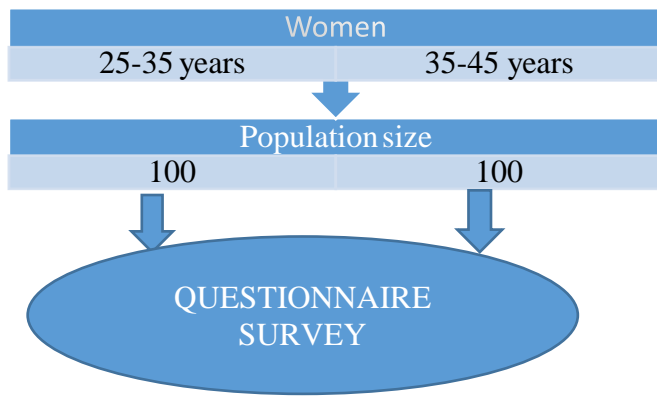 Women
25-35 years 35-45 years
Population size
100 100
QUESTIONNAIRE
SURVEY